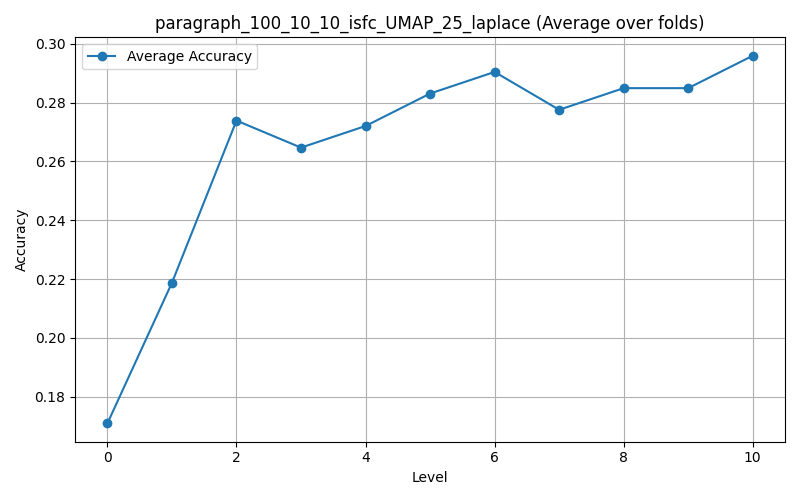 paragraph_100_10_10_isfc_UMAP_25_laplace (Average over folds)
Average Accuracy
0.30
0.28
0.26
0.24
0.22
0.20
0.18
Accuracy
0 2 4 6 8 10
Level